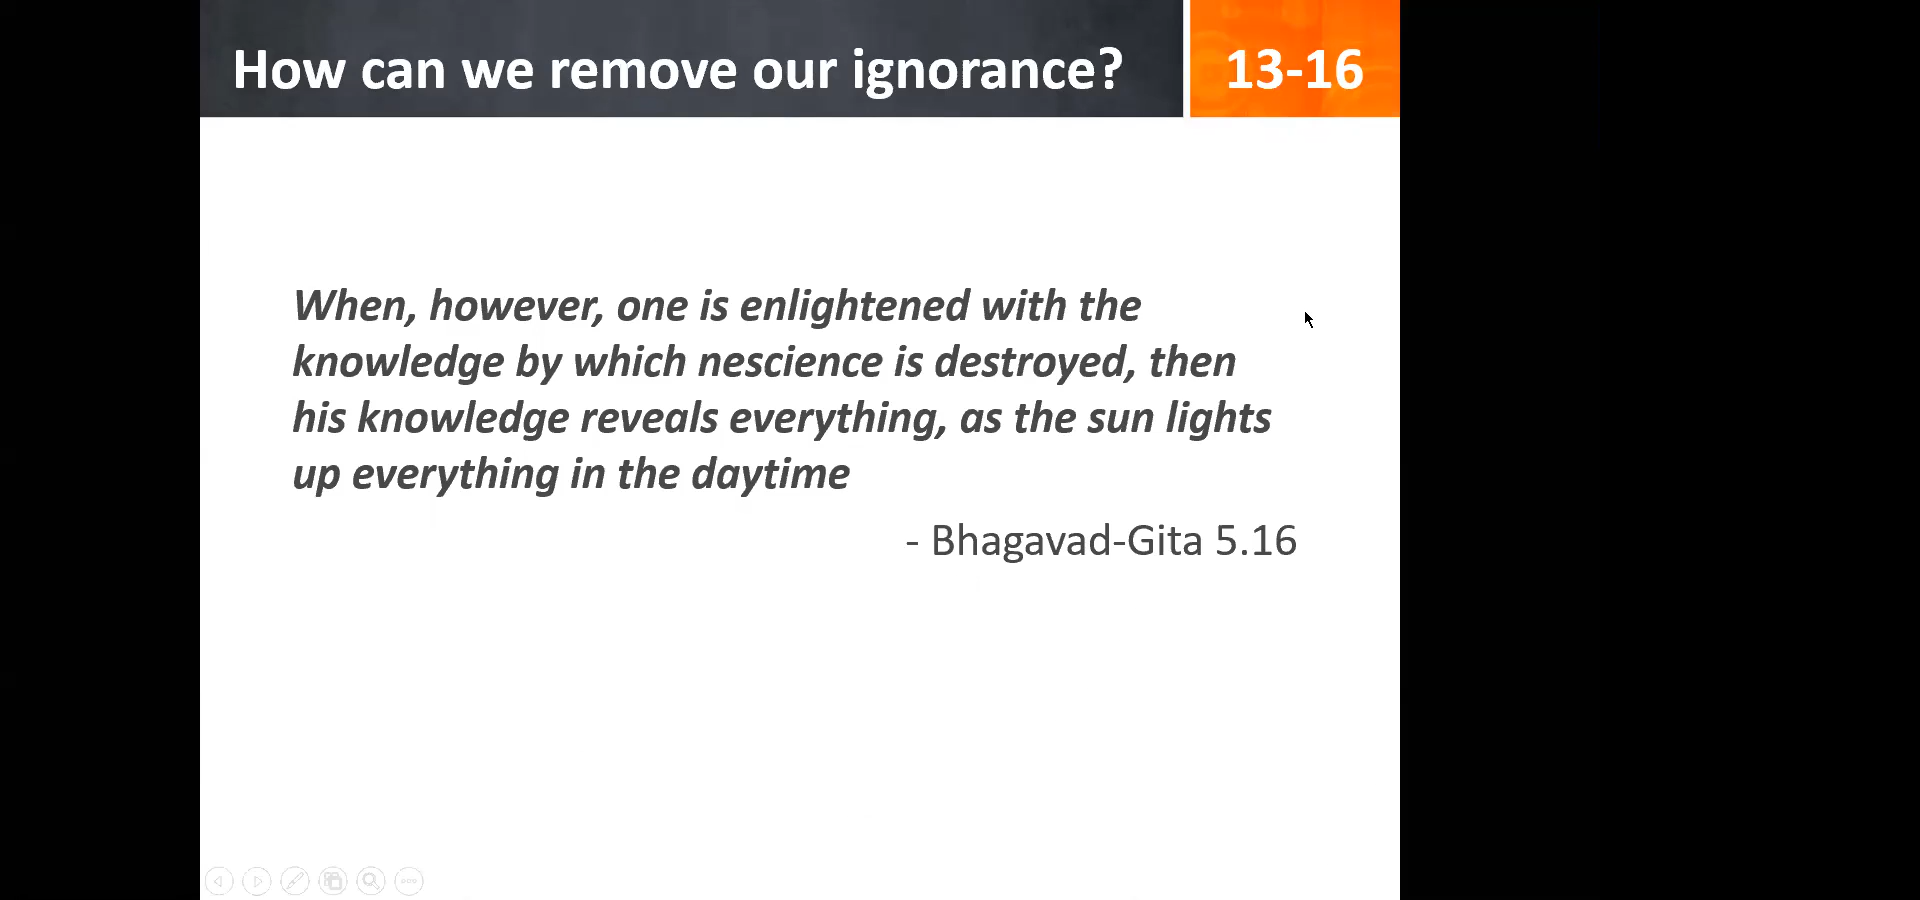 How can we remove our ignorance?
13-16
When, however, one is enlightened with the
knowledge by which nescience is destroyed, then
his knowledge reveals everything, as the sun lights
up everything in the daytime
- Bhagavad-Gita 5.16